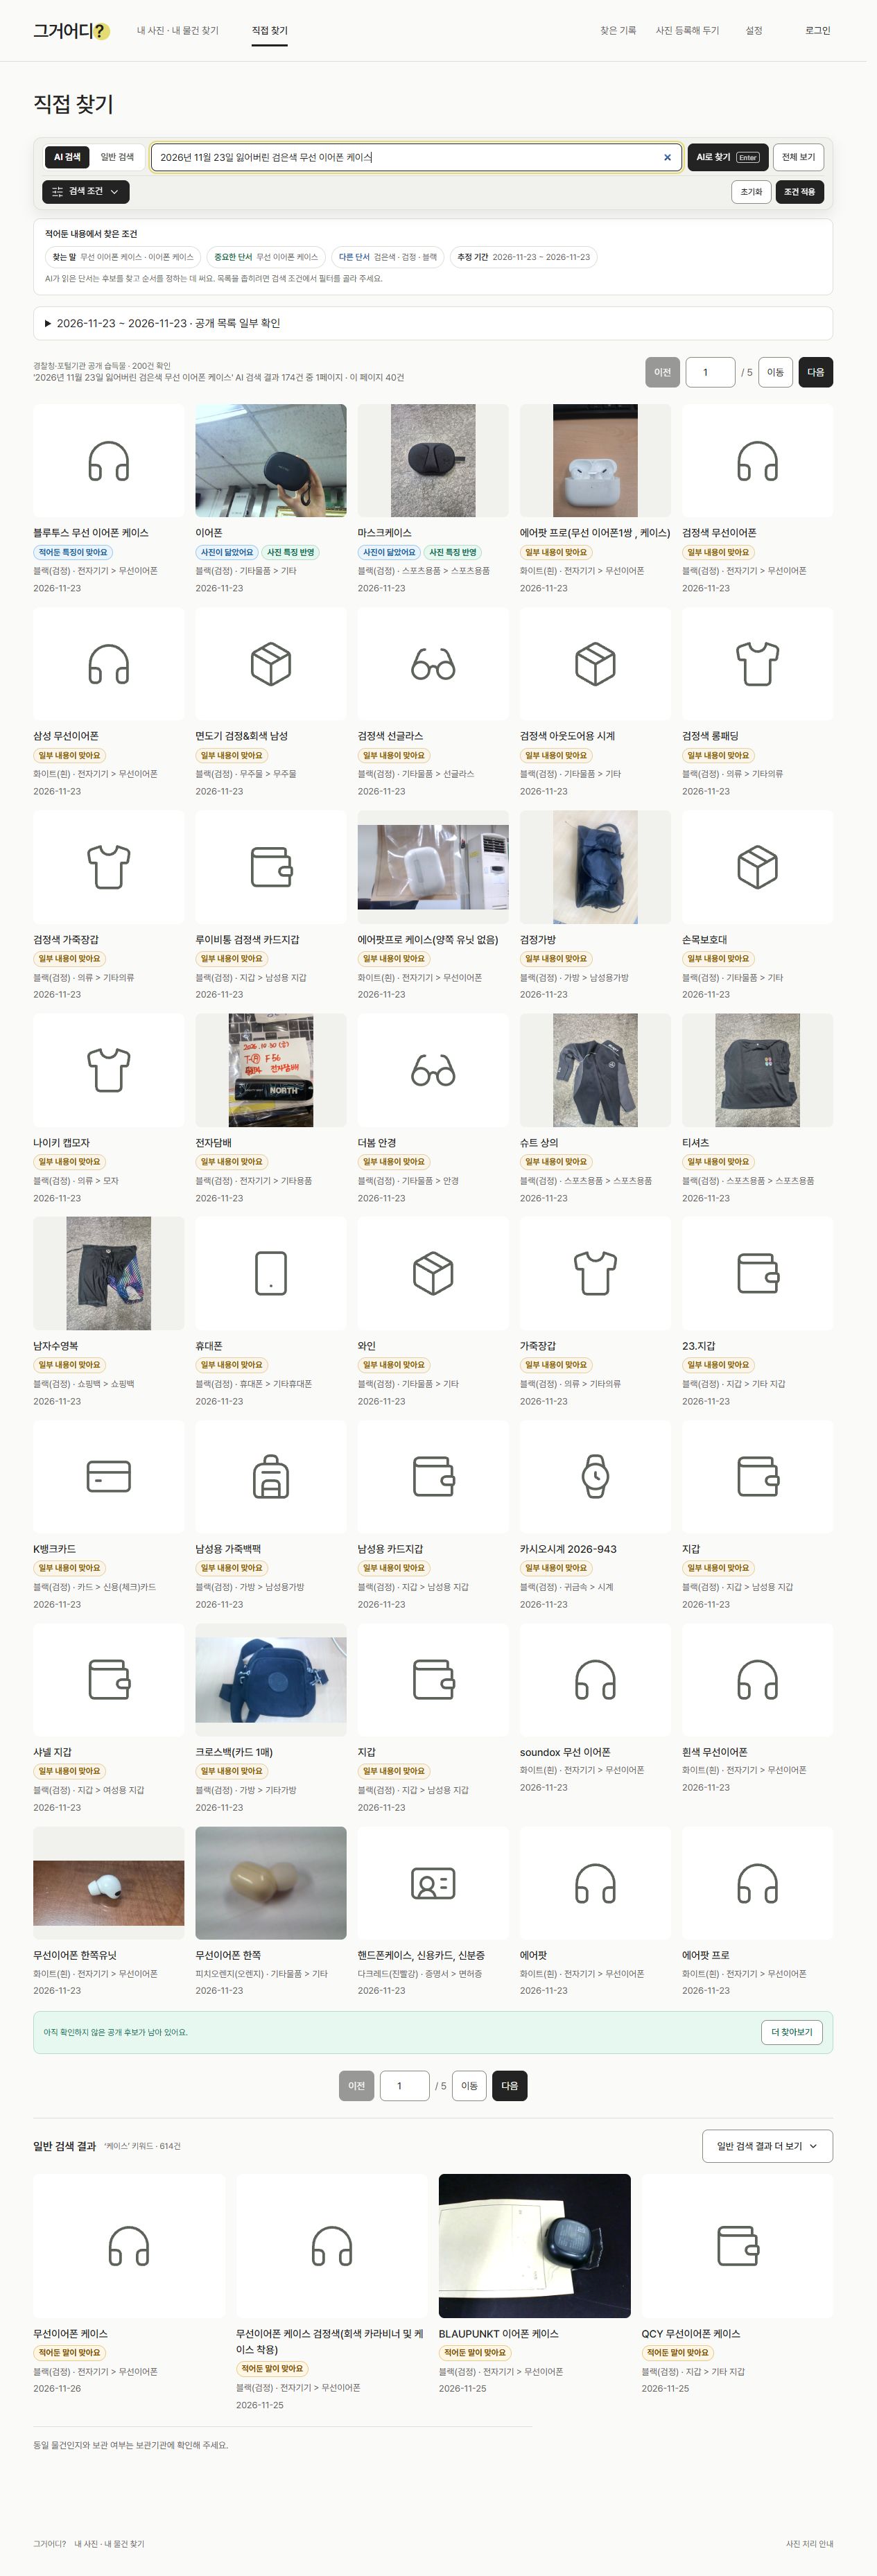 그거어디?
내 사진 · 내 물건 찾기
직접 찾기
찾은 기록
사진 등록해 두기
설정
로그인
직접 찾기
AI 검색
일반 검색
2026년 11월 23일 잃어버린 검은색 무선 이어폰 케이스
×
AI로 찾기 Enter
전체 보기
검색 조건
초기화
조건 적용
적어둔 내용에서 찾은 조건
찾는 말 무선 이어폰 케이스 · 이어폰 케이스
중요한 단서 무선 이어폰 케이스
다른 단서 검은색 · 검정 · 블랙
추정 기간 2026-11-23 ~ 2026-11-23
AI가 읽은 단서는 후보를 찾고 순서를 정하는 데 써요. 목록을 좁히려면 검색 조건에서 필터를 골라 주세요.
▶ 2026-11-23 ~ 2026-11-23 · 공개 목록 일부 확인
경찰청·포털기관 공개 습득물 · 200건 확인
'2026년 11월 23일 잃어버린 검은색 무선 이어폰 케이스' AI 검색 결과 174건 중 1페이지 · 이 페이지 40건
이전
1
/ 5
이동
다음
블루투스 무선 이어폰 케이스
적어둔 특징이 맞아요
블랙(검정) · 전자기기 > 무선이어폰
2026-11-23
이어폰
사진이 닮았어요
사진 특징 반영
블랙(검정) · 기타물품 > 기타
2026-11-23
마스크케이스
사진이 닮았어요
사진 특징 반영
블랙(검정) · 스포츠용품 > 스포츠용품
2026-11-23
에어팟 프로(무선 이어폰1쌍 , 케이스)
일부 내용이 맞아요
화이트(흰) · 전자기기 > 무선이어폰
2026-11-23
검정색 무선이어폰
일부 내용이 맞아요
블랙(검정) · 전자기기 > 무선이어폰
2026-11-23
삼성 무선이어폰
일부 내용이 맞아요
화이트(흰) · 전자기기 > 무선이어폰
2026-11-23
면도기 검정&회색 남성
일부 내용이 맞아요
블랙(검정) · 무주물 > 무주물
2026-11-23
검정색 선글라스
일부 내용이 맞아요
블랙(검정) · 기타물품 > 선글라스
2026-11-23
검정색 아웃도어용 시계
일부 내용이 맞아요
블랙(검정) · 기타물품 > 기타
2026-11-23
검정색 롱패딩
일부 내용이 맞아요
블랙(검정) · 의류 > 기타의류
2026-11-23
검정색 가죽장갑
일부 내용이 맞아요
블랙(검정) · 의류 > 기타의류
2026-11-23
루이비통 검정색 카드지갑
일부 내용이 맞아요
블랙(검정) · 지갑 > 남성용 지갑
2026-11-23
에어팟프로 케이스(양쪽 유닛 없음)
일부 내용이 맞아요
화이트(흰) · 전자기기 > 무선이어폰
2026-11-23
검정가방
일부 내용이 맞아요
블랙(검정) · 가방 > 남성용가방
2026-11-23
손목보호대
일부 내용이 맞아요
블랙(검정) · 기타물품 > 기타
2026-11-23
나이키 캡모자
일부 내용이 맞아요
블랙(검정) · 의류 > 모자
2026-11-23
2026.10.30(금)
F56
전자담배
NORTH
전자담배
일부 내용이 맞아요
블랙(검정) · 전자기기 > 기타용품
2026-11-23
더봄 안경
일부 내용이 맞아요
블랙(검정) · 기타물품 > 안경
2026-11-23
슈트 상의
일부 내용이 맞아요
블랙(검정) · 스포츠용품 > 스포츠용품
2026-11-23
티셔츠
일부 내용이 맞아요
블랙(검정) · 스포츠용품 > 스포츠용품
2026-11-23
남자수영복
일부 내용이 맞아요
블랙(검정) · 쇼핑백 > 쇼핑백
2026-11-23
휴대폰
일부 내용이 맞아요
블랙(검정) · 휴대폰 > 기타휴대폰
2026-11-23
와인
일부 내용이 맞아요
블랙(검정) · 기타물품 > 기타
2026-11-23
가죽장갑
일부 내용이 맞아요
블랙(검정) · 의류 > 기타의류
2026-11-23
23.지갑
일부 내용이 맞아요
블랙(검정) · 지갑 > 기타 지갑
2026-11-23
K뱅크카드
일부 내용이 맞아요
블랙(검정) · 카드 > 신용(체크)카드
2026-11-23
남성용 가죽백팩
일부 내용이 맞아요
블랙(검정) · 가방 > 남성용가방
2026-11-23
남성용 카드지갑
일부 내용이 맞아요
블랙(검정) · 지갑 > 남성용 지갑
2026-11-23
카시오시계 2026-943
일부 내용이 맞아요
블랙(검정) · 귀금속 > 시계
2026-11-23
지갑
일부 내용이 맞아요
블랙(검정) · 지갑 > 남성용 지갑
2026-11-23
샤넬 지갑
일부 내용이 맞아요
블랙(검정) · 지갑 > 여성용 지갑
2026-11-23
크로스백(카드 1매)
일부 내용이 맞아요
블랙(검정) · 가방 > 기타가방
2026-11-23
지갑
일부 내용이 맞아요
블랙(검정) · 지갑 > 남성용 지갑
2026-11-23
soundox 무선 이어폰
화이트(흰) · 전자기기 > 무선이어폰
2026-11-23
흰색 무선이어폰
화이트(흰) · 전자기기 > 무선이어폰
2026-11-23
무선이어폰 한쪽유닛
화이트(흰) · 전자기기 > 무선이어폰
2026-11-23
무선이어폰 한쪽
피치오렌지(오렌지) · 기타물품 > 기타
2026-11-23
핸드폰케이스, 신용카드, 신분증
다크레드(진빨강) · 증명서 > 면허증
2026-11-23
에어팟
화이트(흰) · 전자기기 > 무선이어폰
2026-11-23
에어팟 프로
화이트(흰) · 전자기기 > 무선이어폰
2026-11-23
아직 확인하지 않은 공개 후보가 남아 있어요.
더 찾아보기
이전
1
/ 5
이동
다음
일반 검색 결과
'케이스' 키워드 · 614건
일반 검색 결과 더 보기
무선이어폰 케이스
적어둔 말이 맞아요
블랙(검정) · 전자기기 > 무선이어폰
2026-11-26
무선이어폰 케이스 검정색(회색 카라비너 및 케
이스 착용)
적어둔 말이 맞아요
블랙(검정) · 전자기기 > 무선이어폰
2026-11-25
BLAUPUNKT 이어폰 케이스
적어둔 말이 맞아요
블랙(검정) · 전자기기 > 무선이어폰
2026-11-25
QCY 무선이어폰 케이스
적어둔 말이 맞아요
블랙(검정) · 지갑 > 기타 지갑
2026-11-25
동일 물건인지와 보관 여부는 보관기관에 확인해 주세요.
그거어디?
내 사진 · 내 물건 찾기
사진 처리 안내